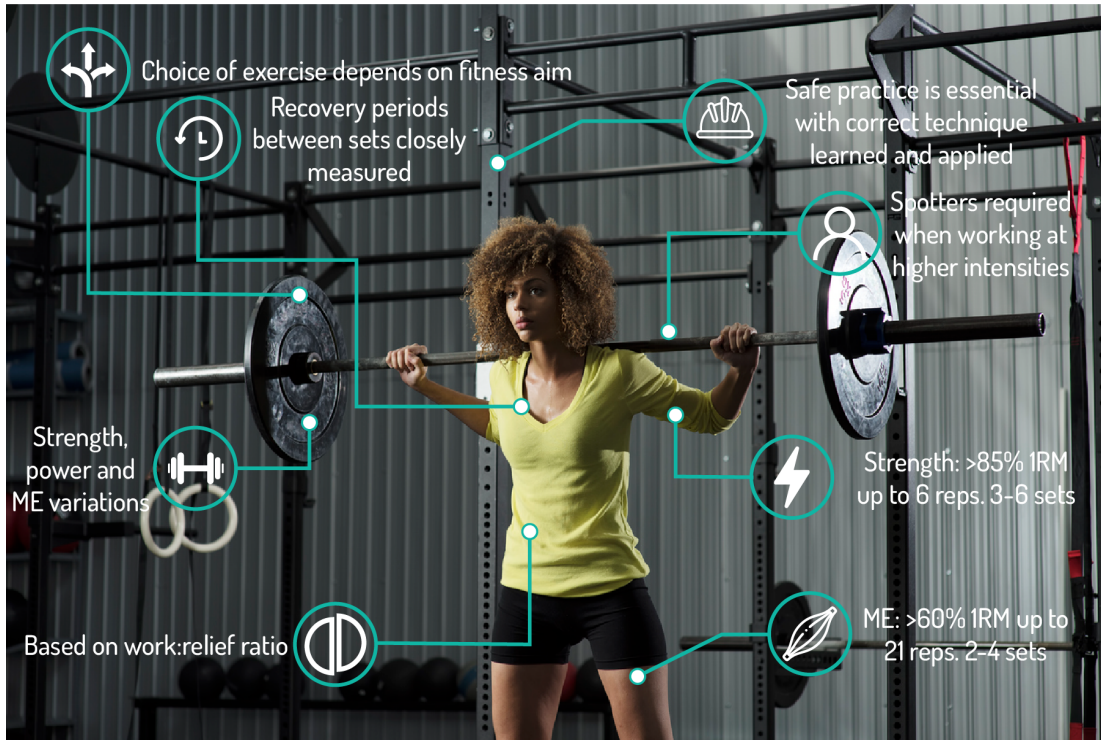 Choice of exercise depends on fitness aim
Recovery periods
between sets closely
measured
Safe practice is essential
with correct technique
learned and applied
Spotters required
when working at
higher intensities
Strength,
power and
ME variations
Strength: >85% 1RM
up to 6 reps. 3-6 sets
Based on work:relief ratio
ME: >60% 1RM up to
21 reps. 2-4 sets